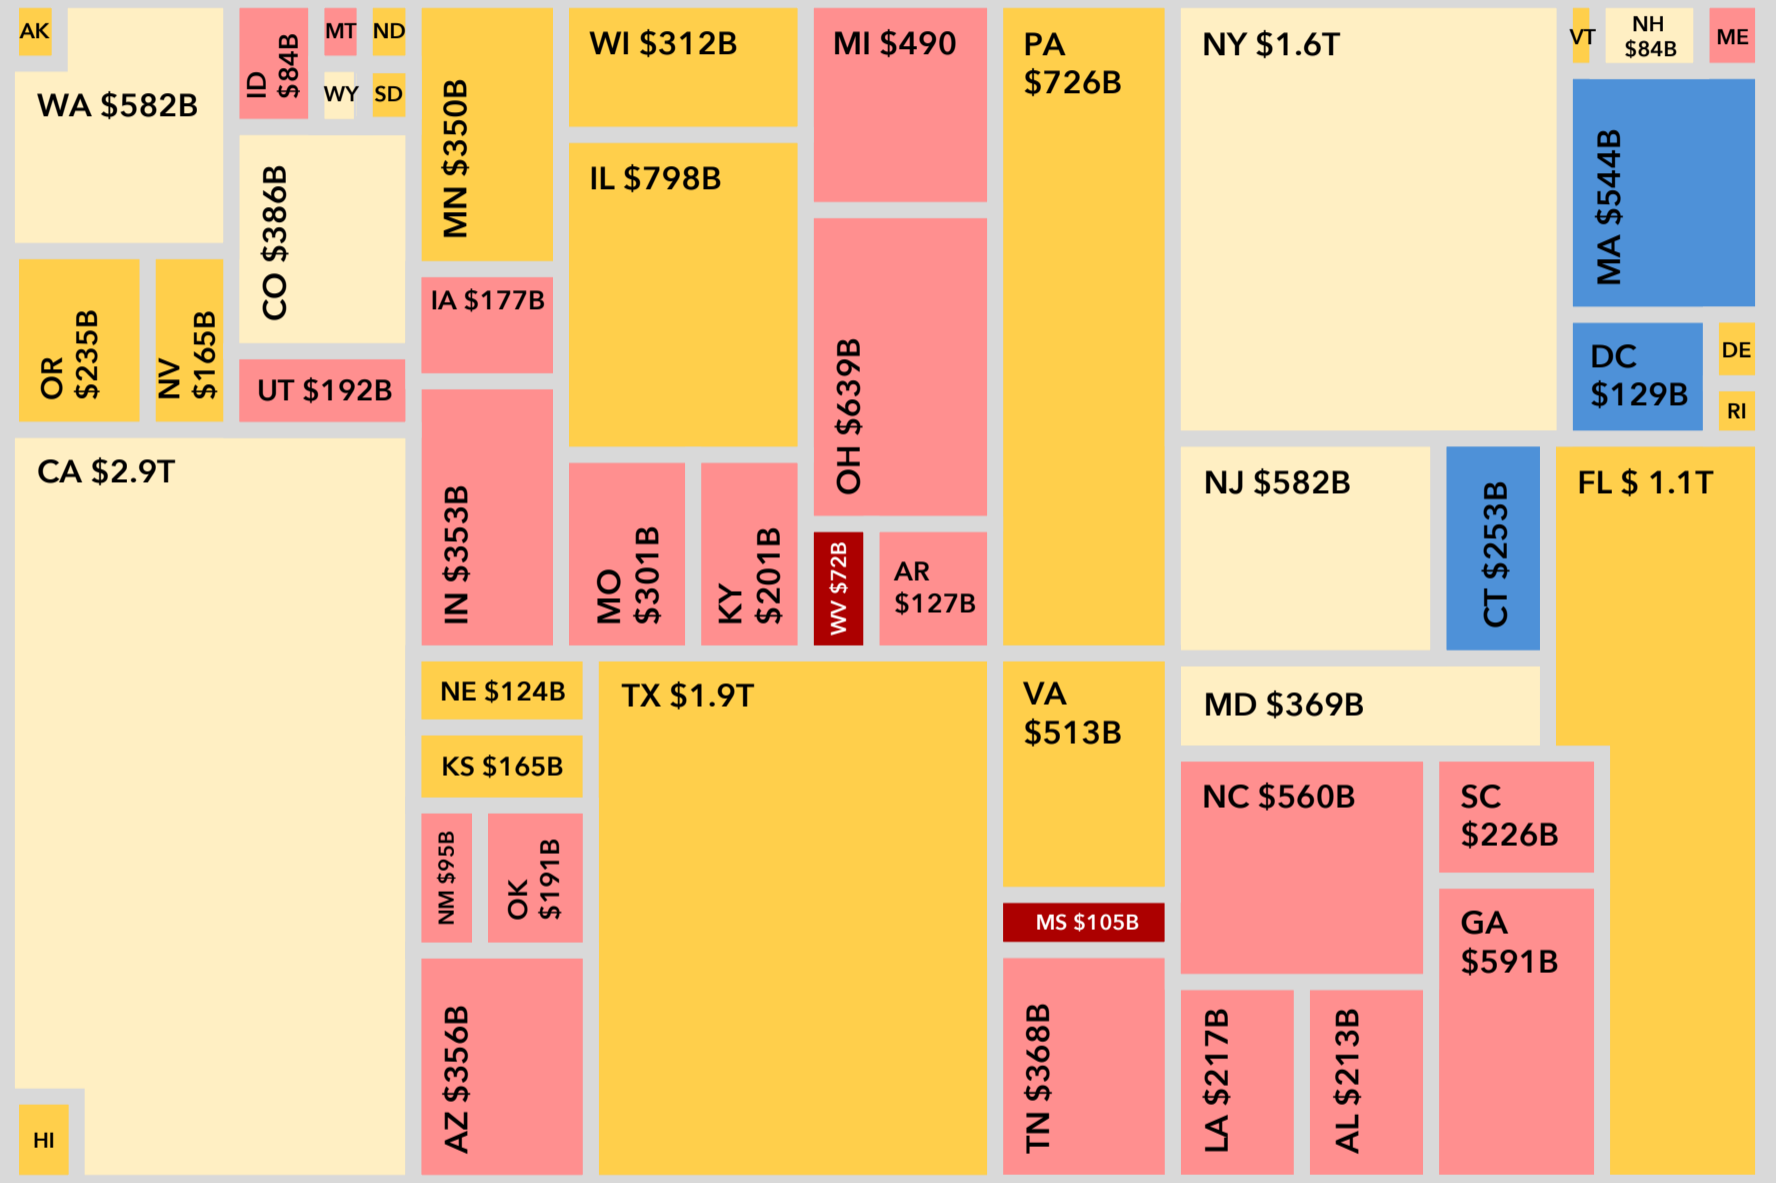 AK
WA $582B
ID
$84B
MT
ND
WY
SD
CO $386B
OR
$235B
NV
$165B
UT $192B
CA $2.9T
HI
MN $350B
IA $177B
IN $353B
WI $312B
IL $798B
MO
$301B
KY
$201B
MI $490
OH $639B
WV $72B
AR
$127B
NE $124B
KS $165B
NM $95B
OK
$191B
AZ $356B
TX $1.9T
PA
$726B
VA
$513B
MS $105B
TN $368B
NY $1.6T
VT
NH
$84B
ME
MA $544B
DC
$129B
DE
RI
NJ $582B
CT $253B
FL $ 1.1T
MD $369B
NC $560B
SC
$226B
GA
$591B
LA $217B
AL $213B